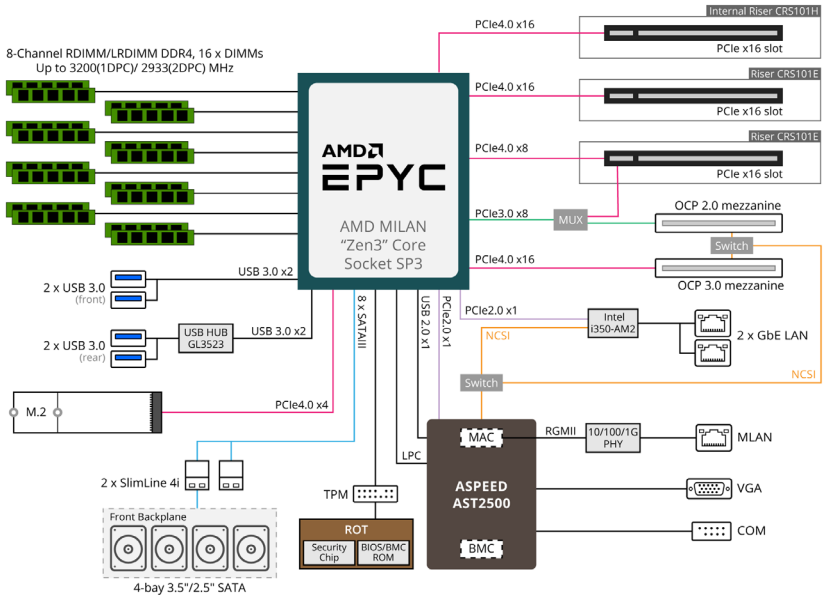 Internal Riser CRS101H
PCIe4.0 x16
PCIe x16 slot
8-Channel RDIMM/LRDIMM DDR4, 16 x DIMMs
Up to 3200(1DPC)/ 2933(2DPC) MHz
Riser CRS101E
PCIe4.0 x16
PCIe x16 slot
Riser CRS101E
PCIe4.0 x8
PCIe x16 slot
AMD
EPYC
AMD MILAN
“Zen3” Core
Socket SP3
PCIe3.0 x8
MUX
OCP 2.0 mezzanine
Switch
PCIe4.0 x16
OCP 3.0 mezzanine
USB 3.0 x2
2 x USB 3.0
(front)
8 x SATAIII
USB 2.0 x1
PCIe2.0 x1
PCIe2.0 x1
Intel
i350-AM2
2 x GbE LAN
NCSI
USB 3.0 x2
USB HUB
GL3523
2 x USB 3.0
(rear)
NCSI
Switch
PCIe4.0 x4
M.2
MAC
RGMII
10/100/1G
PHY
MLAN
LPC
2 x SlimLine 4i
TPM
ASPEED
AST2500
VGA
Front Backplane
ROT
Security
Chip
BIOS/BMC
ROM
BMC
COM
4-bay 3.5"/2.5" SATA